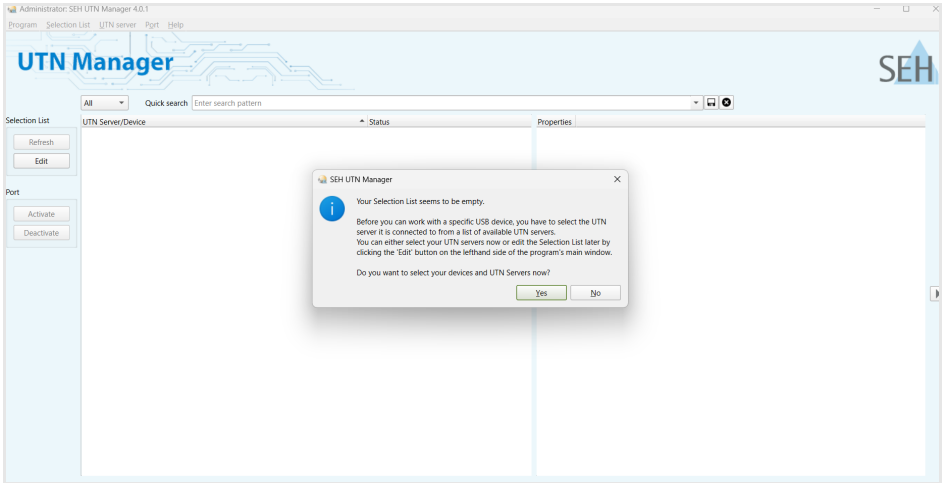 Administrator: SEH UTN Manager 4.0.1
Program Selection List UTN server Port Help
UTN Manager
SEH
All Quick search Enter search pattern
Selection List
UTN Server/Device Status Properties
Refresh
Edit
Port
Activate
Deactivate
SEH UTN Manager
Your Selection List seems to be empty.
Before you can work with a specific USB device, you have to select the UTN
server it is connected to from a list of available UTN servers.
You can either select your UTN servers now or edit the Selection List later by
clicking the 'Edit' button on the lefthand side of the program's main window.
Do you want to select your devices and UTN Servers now?
Yes No